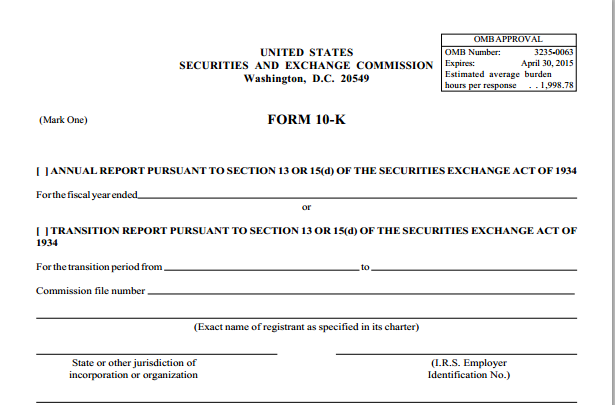 OMB APPROVAL
OMB Number: 3235-0063
Expires: April 30, 2015
Estimated average burden
hours per response . . 1,998.78
UNITED STATES
SECURITIES AND EXCHANGE COMMISSION
Washington, D.C. 20549
(Mark One)
FORM 10-K
[ ] ANNUAL REPORT PURSUANT TO SECTION 13 OR 15(d) OF THE SECURITIES EXCHANGE ACT OF 1934
For the fiscal year ended
or
[ ] TRANSITION REPORT PURSUANT TO SECTION 13 OR 15(d) OF THE SECURITIES EXCHANGE ACT OF
1934
For the transition period from to
Commission file number
(Exact name of registrant as specified in its charter)
State or other jurisdiction of
incorporation or organization
(I.R.S. Employer
Identification No.)